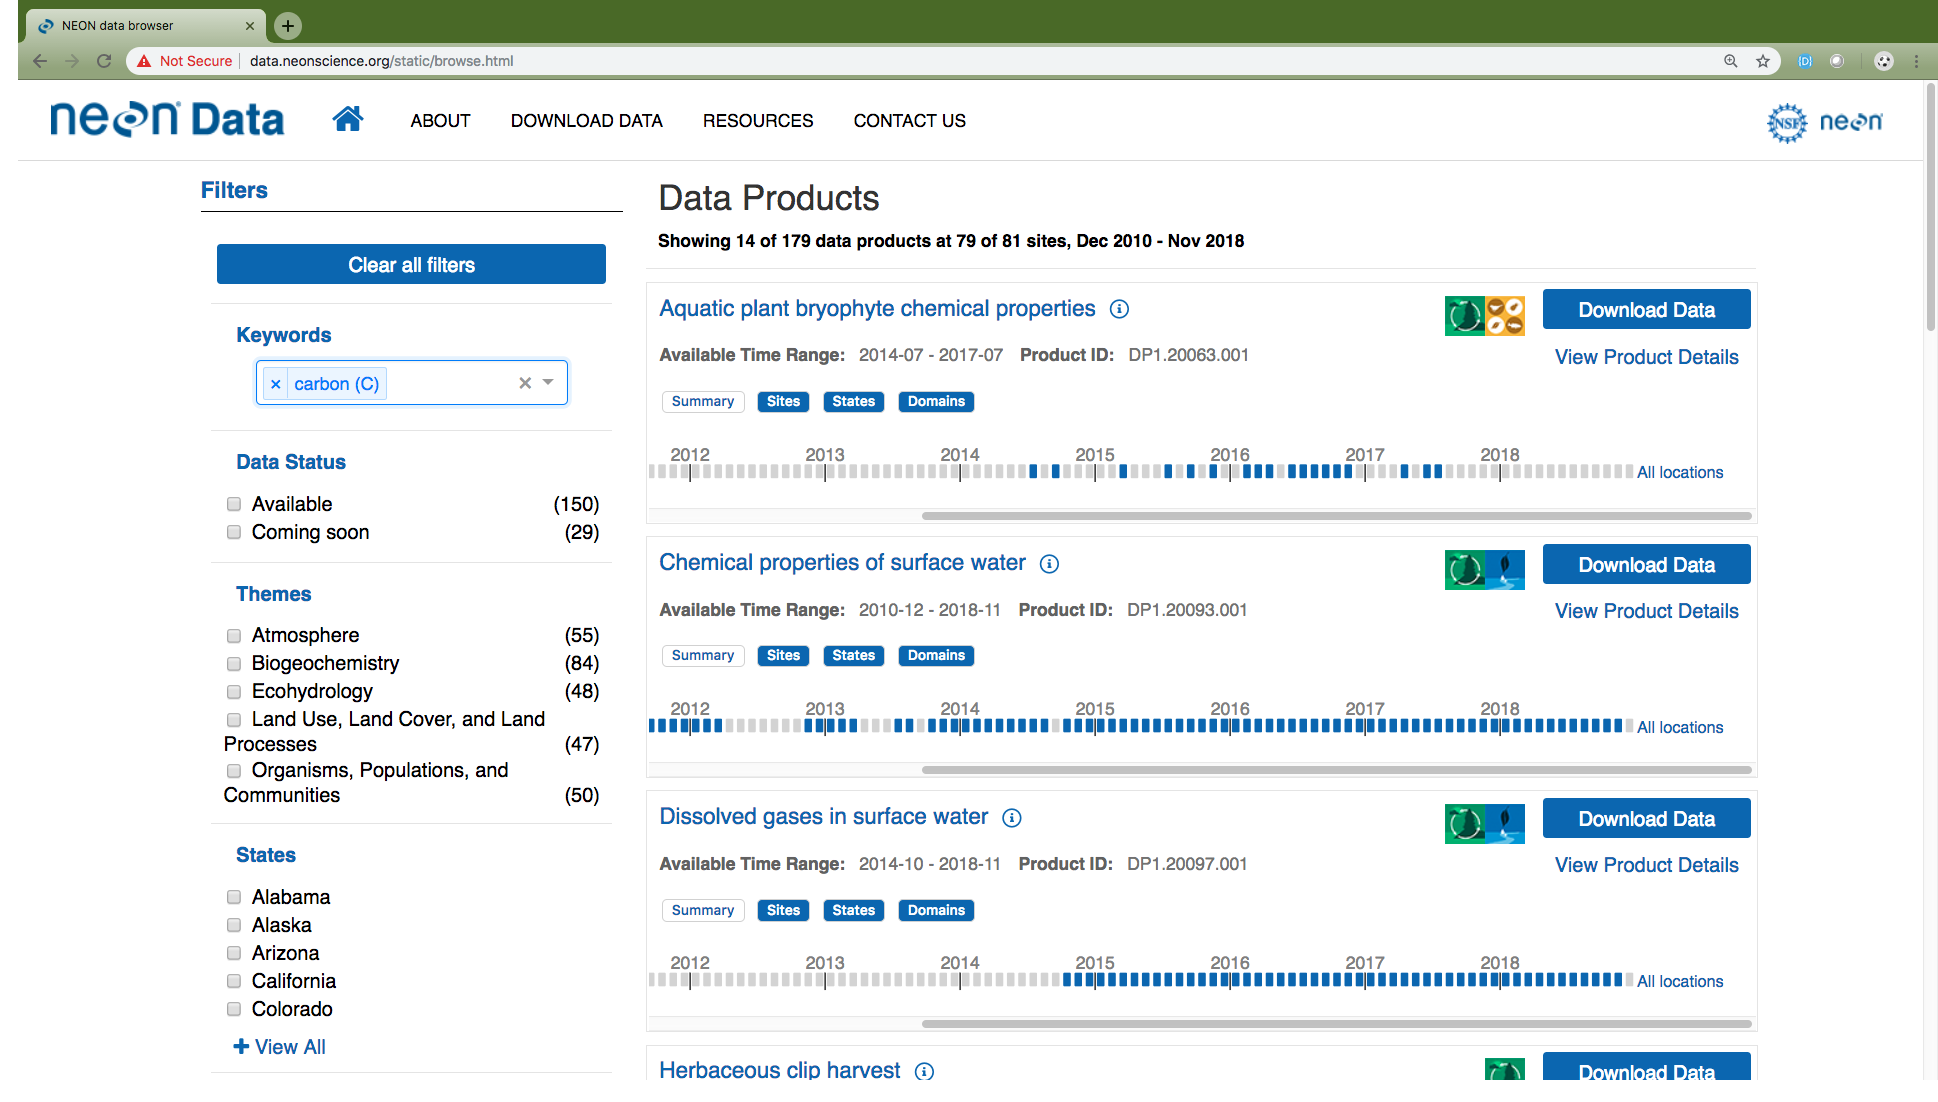 NEON data browser
Not Secure data.neonscience.org/static/browse.html
neon Data ABOUT DOWNLOAD DATA RESOURCES CONTACT US NSF neon
Filters
Clear all filters
Keywords
× carbon (C)
Data Status
Available (150)
Coming soon (29)
Themes
Atmosphere (55)
Biogeochemistry (84)
Ecohydrology (48)
Land Use, Land Cover, and Land
Processes (47)
Organisms, Populations, and
Communities (50)
States
Alabama
Alaska
Arizona
California
Colorado
+ View All
Data Products
Showing 14 of 179 data products at 79 of 81 sites, Dec 2010 - Nov 2018
Aquatic plant bryophyte chemical properties
Download Data
Available Time Range: 2014-07 - 2017-07 Product ID: DP1.20063.001
View Product Details
Summary Sites States Domains
2012 2013 2014 2015 2016 2017 2018
All locations
Chemical properties of surface water
Download Data
Available Time Range: 2010-12 - 2018-11 Product ID: DP1.20093.001
View Product Details
Summary Sites States Domains
2012 2013 2014 2015 2016 2017 2018
All locations
Dissolved gases in surface water
Download Data
Available Time Range: 2014-10 - 2018-11 Product ID: DP1.20097.001
View Product Details
Summary Sites States Domains
2012 2013 2014 2015 2016 2017 2018
All locations
Herbaceous clip harvest
Download Data